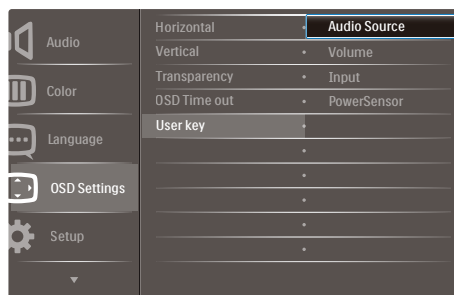 Audio
Color
Language
OSD Settings
Setup
Horizontal
Vertical
Transparency
OSD Time out
User key
Audio Source
Volume
Input
PowerSensor